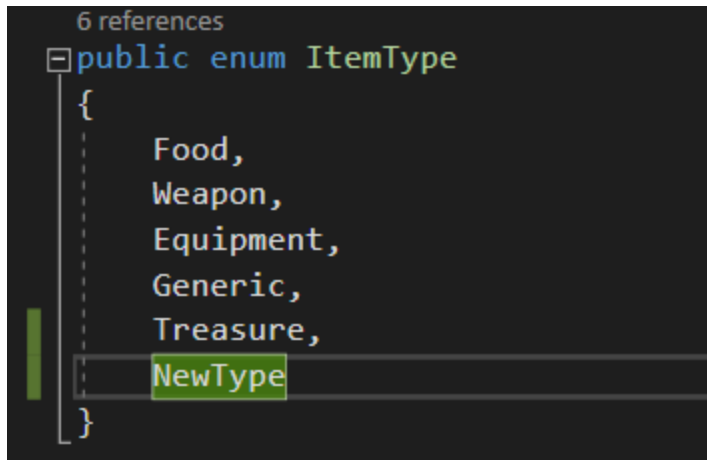 6 references
public enum ItemType
{
Food,
Weapon,
Equipment,
Generic,
Treasure,
NewType
}